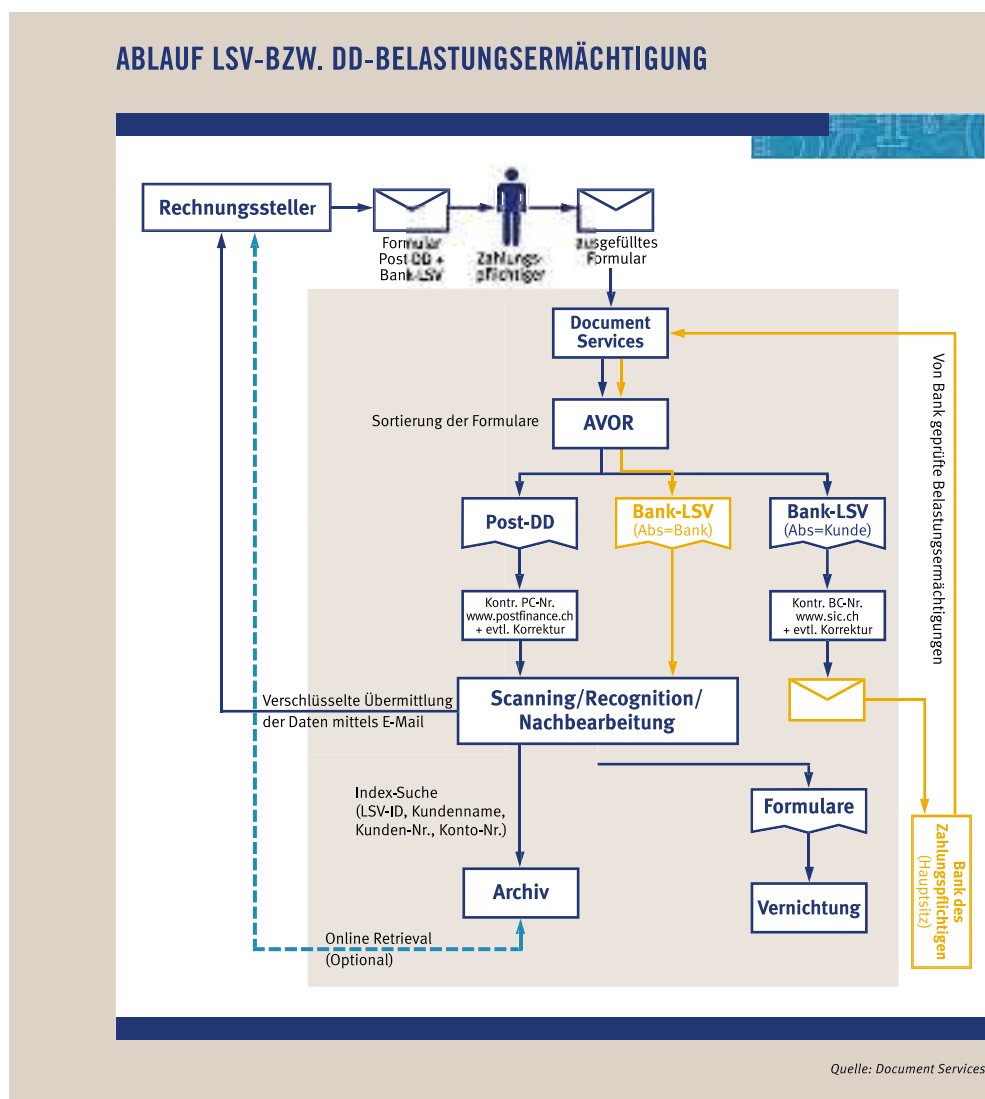 ABLAUF LSV-BZW. DD-BELASTUNGSERMÄCHTIGUNG
Rechnungssteller
Formular
Post-DD +
Bank-LSV
Zahlungs-
pflichtiger
ausgefülltes
Formular
Document
Services
Sortierung der Formulare
AVOR
Post-DD
Bank-LSV
(Abs=Bank)
Bank-LSV
(Abs=Kunde)
Kontr. PC-Nr.
www.postfinance.ch
+ evtl. Korrektur
Kontr. BC-Nr.
www.sic.ch
+ evtl. Korrektur
Von Bank geprüfte Belastungsermächtigungen
Verschlüsselte Übermittlung
der Daten mittels E-Mail
Scanning/Recognition/
Nachbearbeitung
Index-Suche
(LSV-ID, Kundenname,
Kunden-Nr., Konto-Nr.)
Formulare
Archiv
Vernichtung
Bank des
Zahlungspflichtigen
(Hauptsitz)
Online Retrieval
(Optional)
Quelle: Document Services